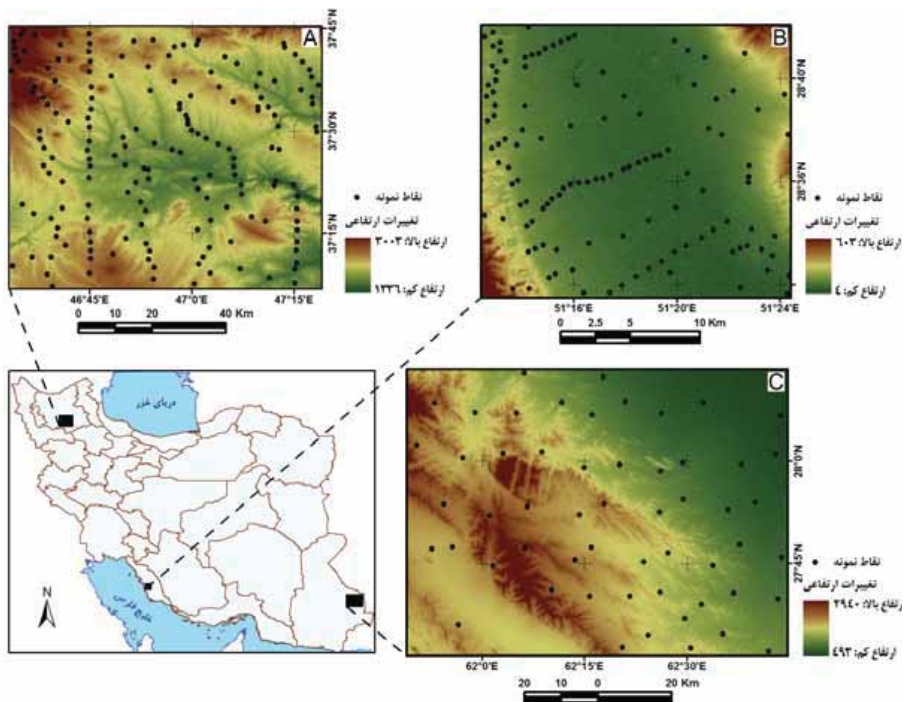 A
37°45'N
37°30'N
37°15'N
46°45'E
47°0'E
47°15'E
0 10 20 40 Km
نقاط نمونه
تغییرات ارتفاعی
ارتفاع بالا: ۳۰۰۳
ارتفاع کم: ۱۳۲۶
B
28°40'N
28°36'N
51°16'E
51°20'E
51°24'E
0 2.5 5 10 Km
نقاط نمونه
تغییرات ارتفاعی
ارتفاع بالا: ۶۰۳
ارتفاع کم: ۴
دریای خزر
خلیج فارس
N
C
28°0'N
27°45'N
62°0'E
62°15'E
62°30'E
20 10 0 20 Km
نقاط نمونه
تغییرات ارتفاعی
ارتفاع بالا: ۲۹۴۰
ارتفاع کم: ۴۹۳